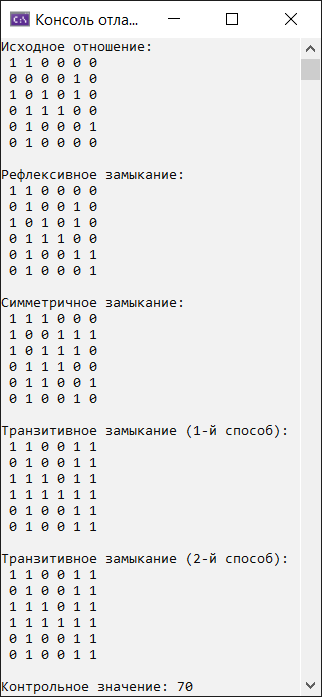 Консоль отла...
Исходное отношение:
1 1 0 0 0 0
0 0 0 0 1 0
1 0 1 0 1 0
0 1 1 1 0 0
0 1 0 0 0 1
0 1 0 0 0 0
Рефлексивное замыкание:
1 1 0 0 0 0
0 1 0 0 1 0
1 0 1 0 1 0
0 1 1 1 0 0
0 1 0 0 1 1
0 1 0 0 0 1
Симметричное замыкание:
1 1 1 0 0 0
1 0 0 1 1 1
1 0 1 1 1 0
0 1 1 1 0 0
0 1 1 0 0 1
0 1 0 0 1 0
Транзитивное замыкание (1-й способ):
1 1 0 0 1 1
0 1 0 0 1 1
1 1 1 0 1 1
1 1 1 1 1 1
0 1 0 0 1 1
0 1 0 0 1 1
Транзитивное замыкание (2-й способ):
1 1 0 0 1 1
0 1 0 0 1 1
1 1 1 0 1 1
1 1 1 1 1 1
0 1 0 0 1 1
0 1 0 0 1 1
Контрольное значение: 70